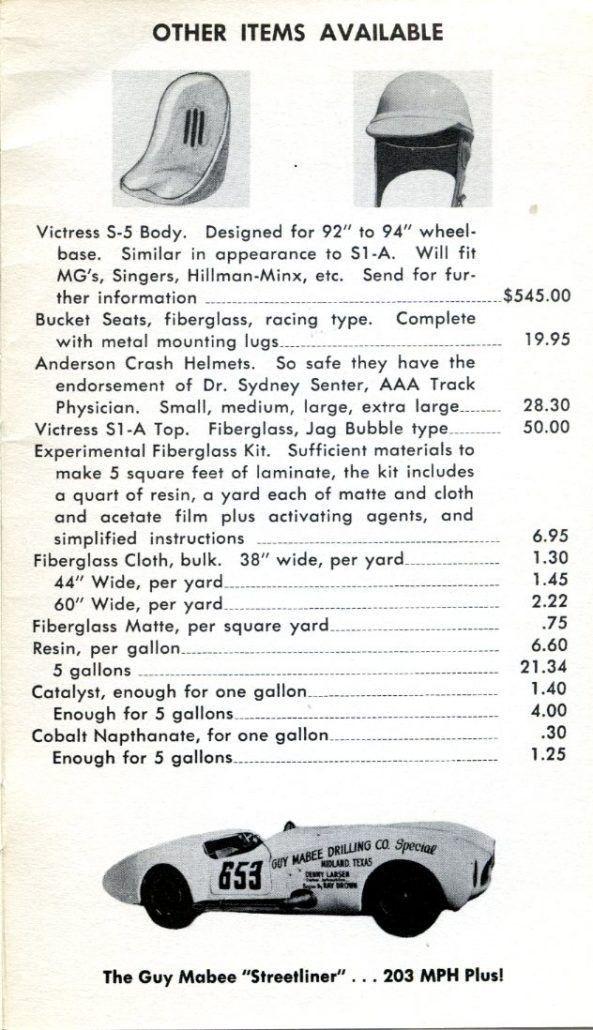 OTHER ITEMS AVAILABLE
Victress S-5 Body. Designed for 92" to 94" wheel-
base. Similar in appearance to S1-A. Will fit
MG's, Singers, Hillman-Minx, etc. Send for fur-
ther information $545.00
Bucket Seats, fiberglass, racing type. Complete
with metal mounting lugs 19.95
Anderson Crash Helmets. So safe they have the
endorsement of Dr. Sydney Senter, AAA Track
Physician. Small, medium, large, extra large 28.30
Victress S1-A Top. Fiberglass, Jag Bubble type 50.00
Experimental Fiberglass Kit. Sufficient materials to
make 5 square feet of laminate, the kit includes
a quart of resin, a yard each of matte and cloth
and acetate film plus activating agents, and
simplified instructions 6.95
Fiberglass Cloth, bulk. 38" wide, per yard 1.30
44" Wide, per yard 1.45
60" Wide, per yard 2.22
Fiberglass Matte, per square yard .75
Resin, per gallon 6.60
5 gallons 21.34
Catalyst, enough for one gallon 1.40
Enough for 5 gallons 4.00
Cobalt Napthanate, for one gallon .30
Enough for 5 gallons 1.25
653
GUY MABEE DRILLING CO. Special
MIDLAND, TEXAS
DENNY LARSEN
RAY BROWN
The Guy Mabee "Streetliner" . . . 203 MPH Plus!